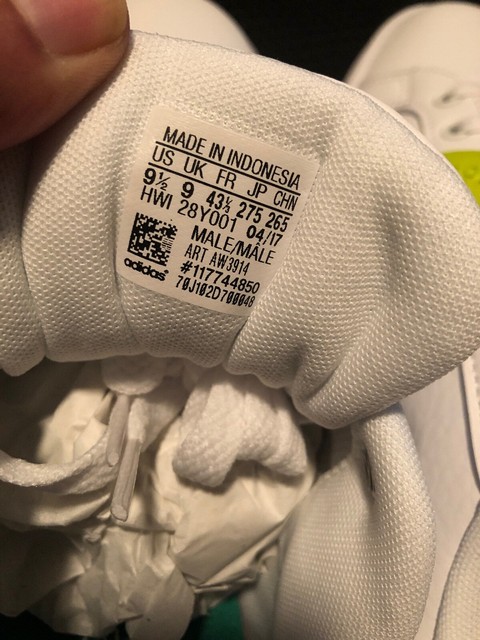 MADE IN INDONESIA
US UK FR JP CHN
9½ 9 43⅓ 275 265
HWI 28Y001 04/17
MALE/MÂLE
ART AW3914
adidas
#117744850
70J102D700048